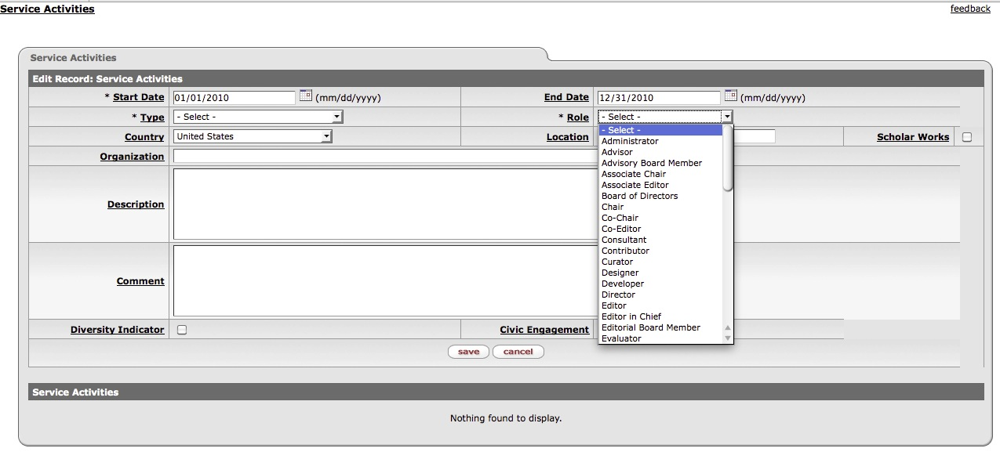 Service Activities feedback
Service Activities
Edit Record: Service Activities
* Start Date 01/01/2010 (mm/dd/yyyy) End Date 12/31/2010 (mm/dd/yyyy)
* Type - Select - * Role - Select -
Country United States Location Scholar Works
Organization
Description
Comment
- Select -
Administrator
Advisor
Advisory Board Member
Associate Chair
Associate Editor
Board of Directors
Chair
Co-Chair
Co-Editor
Consultant
Contributor
Curator
Designer
Developer
Director
Editor
Editor in Chief
Editorial Board Member
Evaluator
Diversity Indicator Civic Engagement
save cancel
Service Activities
Nothing found to display.